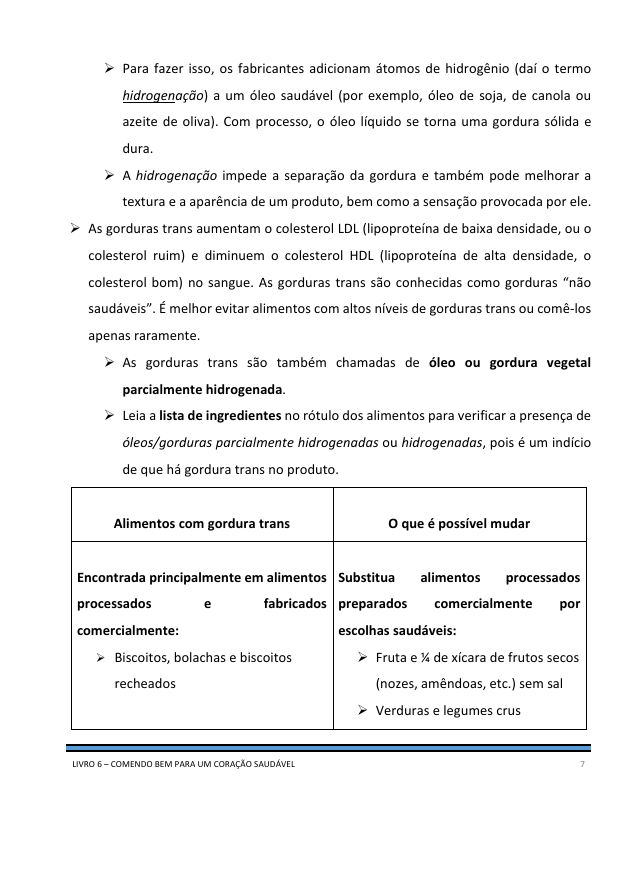 ➢ Para fazer isso, os fabricantes adicionam átomos de hidrogênio (daí o termo
hidrogenação) a um óleo saudável (por exemplo, óleo de soja, de canola ou
azeite de oliva). Com processo, o óleo líquido se torna uma gordura sólida e
dura.
➢ A hidrogenação impede a separação da gordura e também pode melhorar a
textura e a aparência de um produto, bem como a sensação provocada por ele.
➢ As gorduras trans aumentam o colesterol LDL (lipoproteína de baixa densidade, ou o
colesterol ruim) e diminuem o colesterol HDL (lipoproteína de alta densidade, o
colesterol bom) no sangue. As gorduras trans são conhecidas como gorduras “não
saudáveis”. É melhor evitar alimentos com altos níveis de gorduras trans ou comê-los
apenas raramente.
➢ As gorduras trans são também chamadas de óleo ou gordura vegetal
parcialmente hidrogenada.
➢ Leia a lista de ingredientes no rótulo dos alimentos para verificar a presença de
óleos/gorduras parcialmente hidrogenadas ou hidrogenadas, pois é um indício
de que há gordura trans no produto.
Alimentos com gordura trans
O que é possível mudar
Encontrada principalmente em alimentos
processados e fabricados
comercialmente:
➢ Biscoitos, bolachas e biscoitos
recheados
Substitua alimentos processados
preparados comercialmente por
escolhas saudáveis:
➢ Fruta e ¼ de xícara de frutos secos
(nozes, amêndoas, etc.) sem sal
➢ Verduras e legumes crus
LIVRO 6 – COMENDO BEM PARA UM CORAÇÃO SAUDÁVEL 7